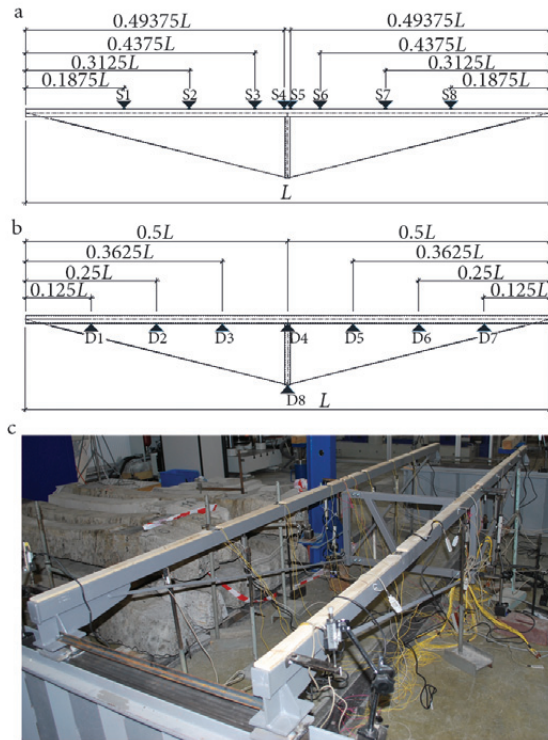 a
0.49375L 0.49375L
0.4375L 0.4375L
0.3125L 0.3125L
0.1875L 0.1875L
S1 S2 S3 S4 S5 S6 S7 S8
L
b
0.5L 0.5L
0.3625L 0.3625L
0.25L 0.25L
0.125L 0.125L
D1 D2 D3 D4 D5 D6 D7
D8
L
c